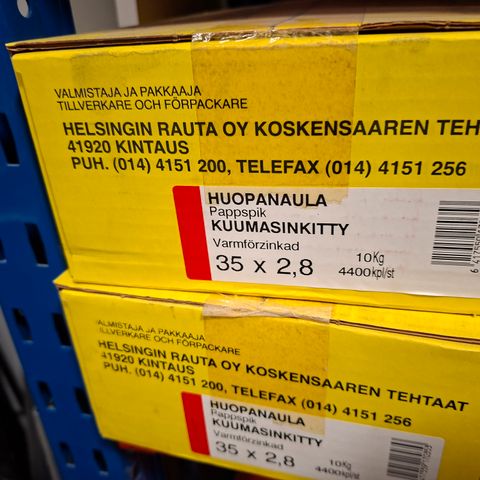 VALMISTAJA JA PAKKAAJA
TILLVERKARE OCH FÖRPACKARE
HELSINGIN RAUTA OY KOSKENSAAREN TEHT
41920 KINTAUS
PUH. (014) 4151 200, TELEFAX (014) 4151 256
HUOPANAULA
Pappspik
KUUMASINKITTY
Varmförzinkad
35 x 2,8
10Kg
4400kpl/st
VALMISTAJA JA PAKKAAJA
TILLVERKARE OCH FÖRPACKARE
HELSINGIN RAUTA OY KOSKENSAAREN TEHTAAT
41920 KINTAUS
PUH. (014) 4151 200, TELEFAX (014) 4151 256
HUOPANAULA
Pappspik
KUUMASINKITTY
Varmförzinkad
35 x 2,8
10Kg
4400kpl/st